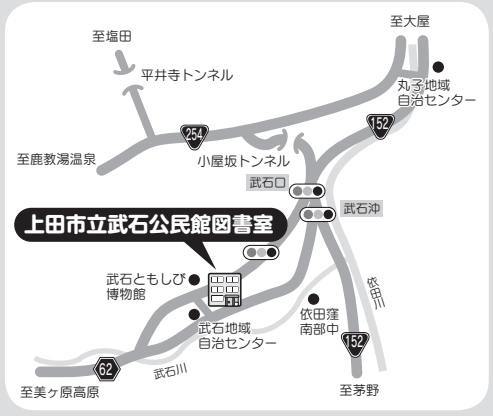 至大屋
至塩田
平井寺トンネル
丸子地域
自治センター
152
254
至鹿教湯温泉
小屋坂トンネル
武石口
武石沖
上田市立武石公民館図書室
武石ともしび
博物館
依田川
依田窪
南部中
武石地域
自治センター
152
62
武石川
至美ヶ原高原
至茅野